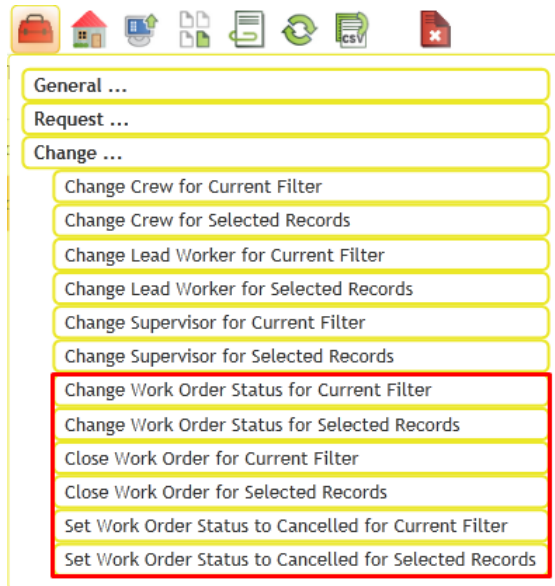 CSV
General ...
Request ...
Change ...
Change Crew for Current Filter
Change Crew for Selected Records
Change Lead Worker for Current Filter
Change Lead Worker for Selected Records
Change Supervisor for Current Filter
Change Supervisor for Selected Records
Change Work Order Status for Current Filter
Change Work Order Status for Selected Records
Close Work Order for Current Filter
Close Work Order for Selected Records
Set Work Order Status to Cancelled for Current Filter
Set Work Order Status to Cancelled for Selected Records